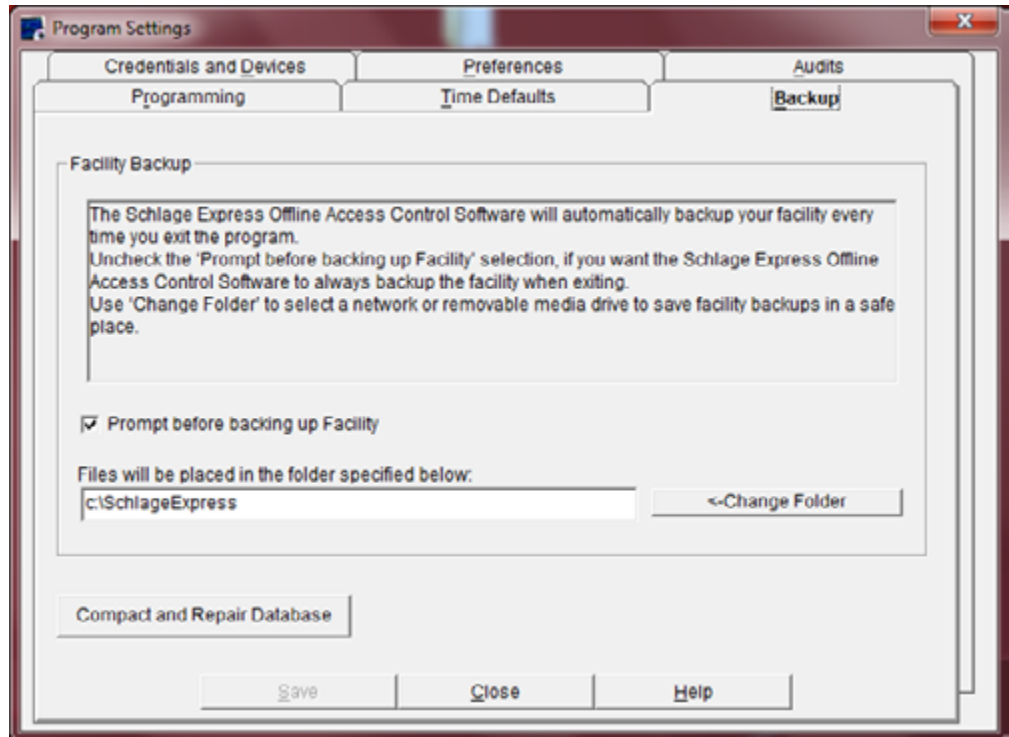 Program Settings
Credentials and Devices
Preferences
Audits
Programming
Time Defaults
Backup
Facility Backup
The Schlage Express Offline Access Control Software will automatically backup your facility every
time you exit the program.
Uncheck the 'Prompt before backing up Facility' selection, if you want the Schlage Express Offline
Access Control Software to always backup the facility when exiting.
Use 'Change Folder' to select a network or removable media drive to save facility backups in a safe
place.
Prompt before backing up Facility
Files will be placed in the folder specified below:
c:\SchlageExpress
<-Change Folder
Compact and Repair Database
Save
Close
Help